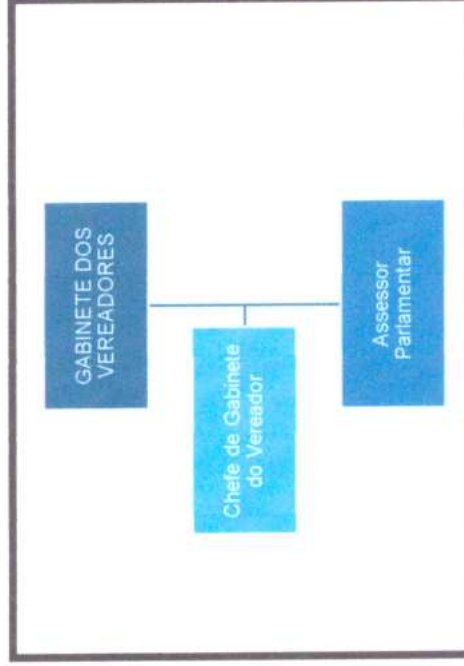 GABINETE DOS
VEREADORES
Chefe de Gabinete
do Vereador
Assessor
Parlamentar